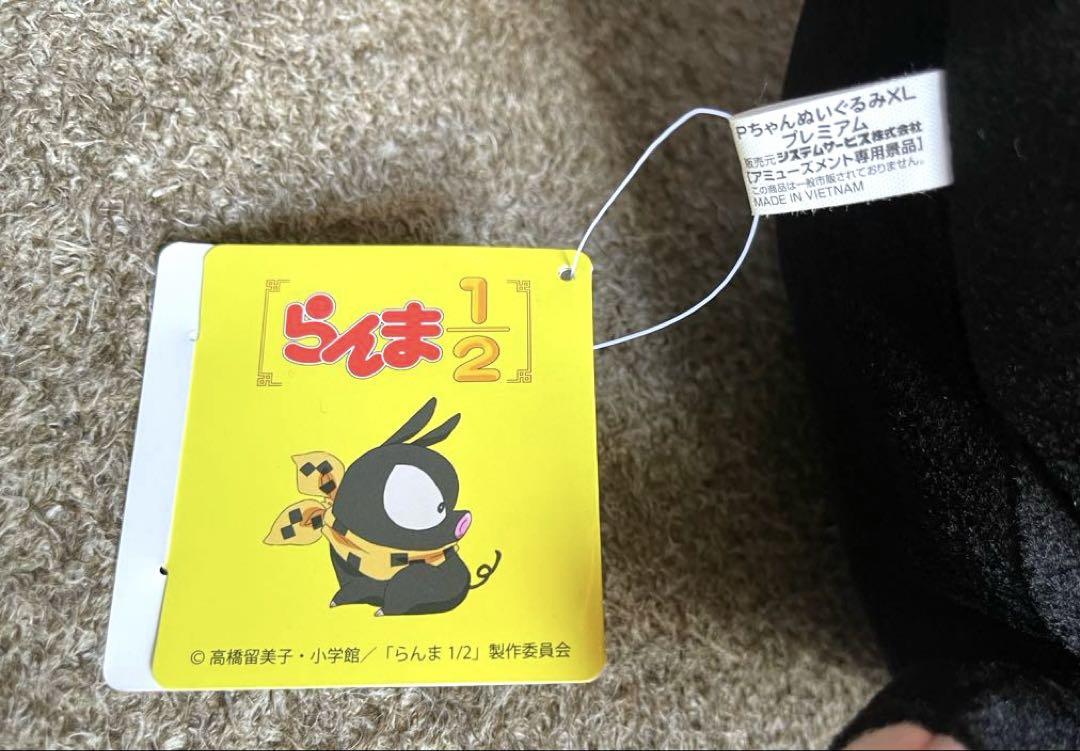 らんま1/2
© 高橋留美子・小学館／「らんま 1/2」製作委員会
Pちゃんぬいぐるみ XL
プレミアム
販売元 システムサービス株式会社
【アミューズメント専用景品】
この商品は一般市販されておりません。
MADE IN VIETNAM